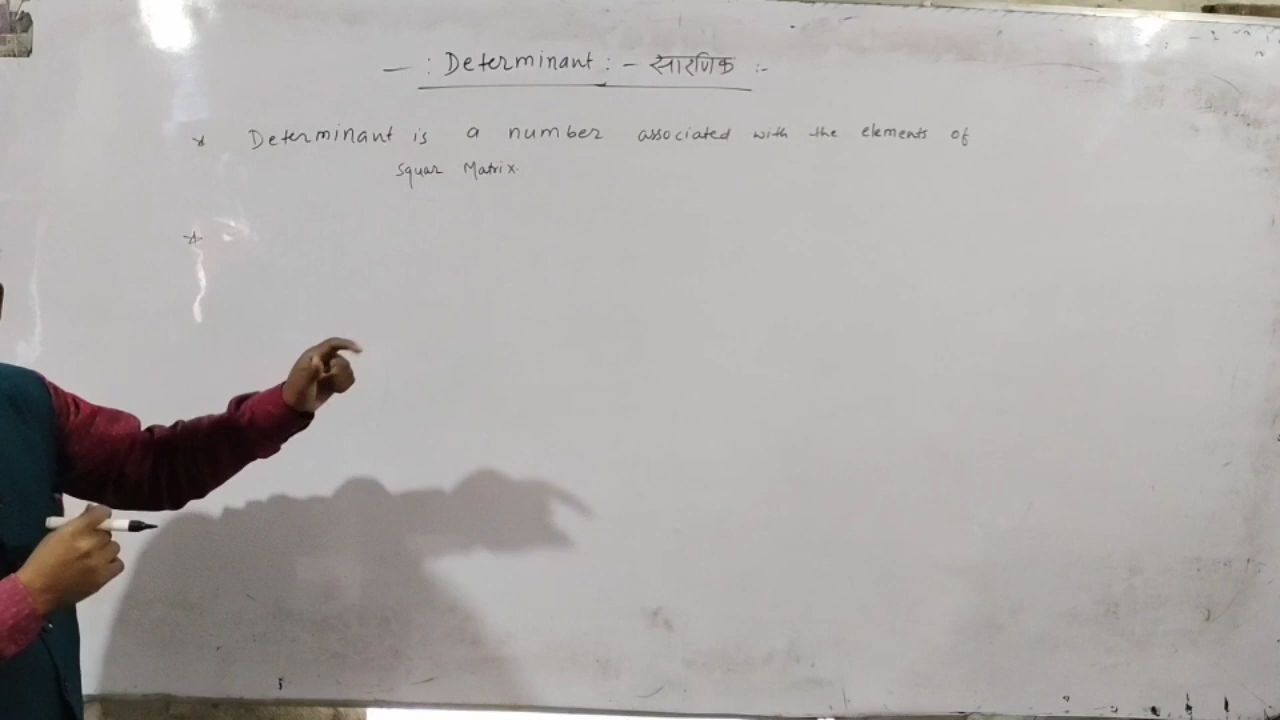 — : Determinant : - सारणिक :-
* Determinant is a number associated with the elements of
Squar Matrix.
*